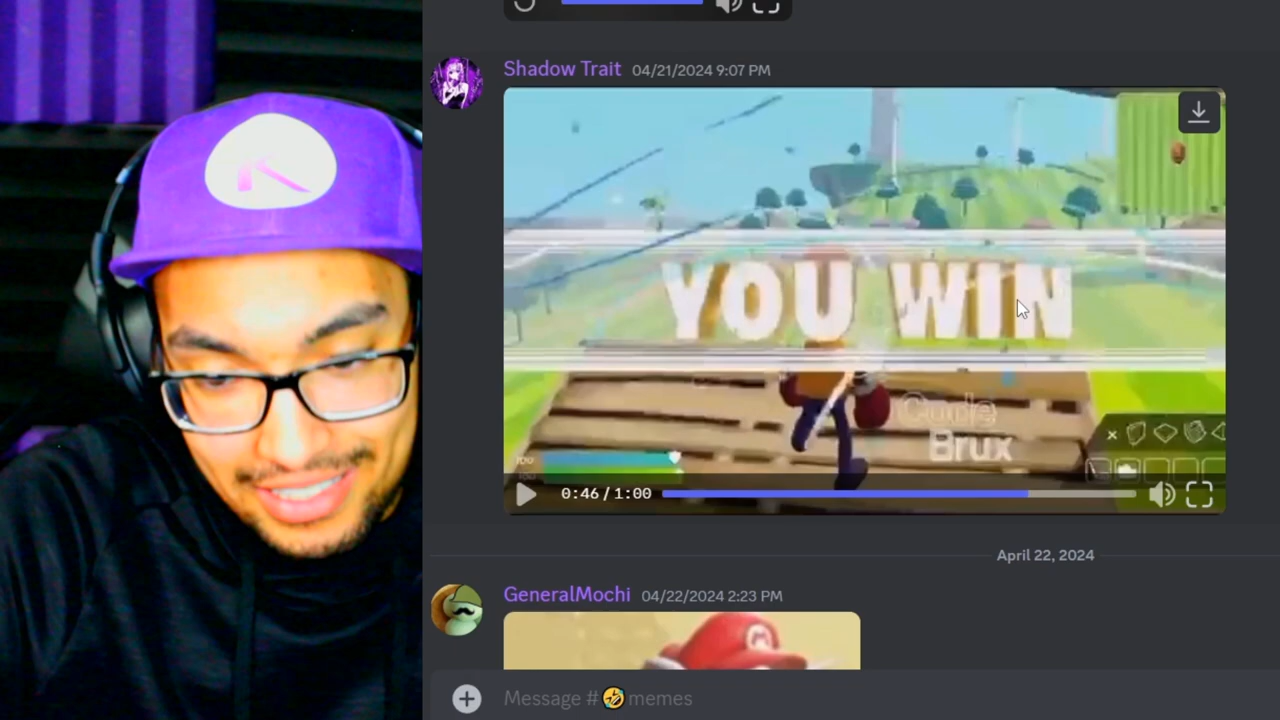 Shadow Trait 04/21/2024 9:07 PM
YOU WIN
Brux
0:46 / 1:00
April 22, 2024
GeneralMochi 04/22/2024 2:23 PM
M
Message #🤣memes